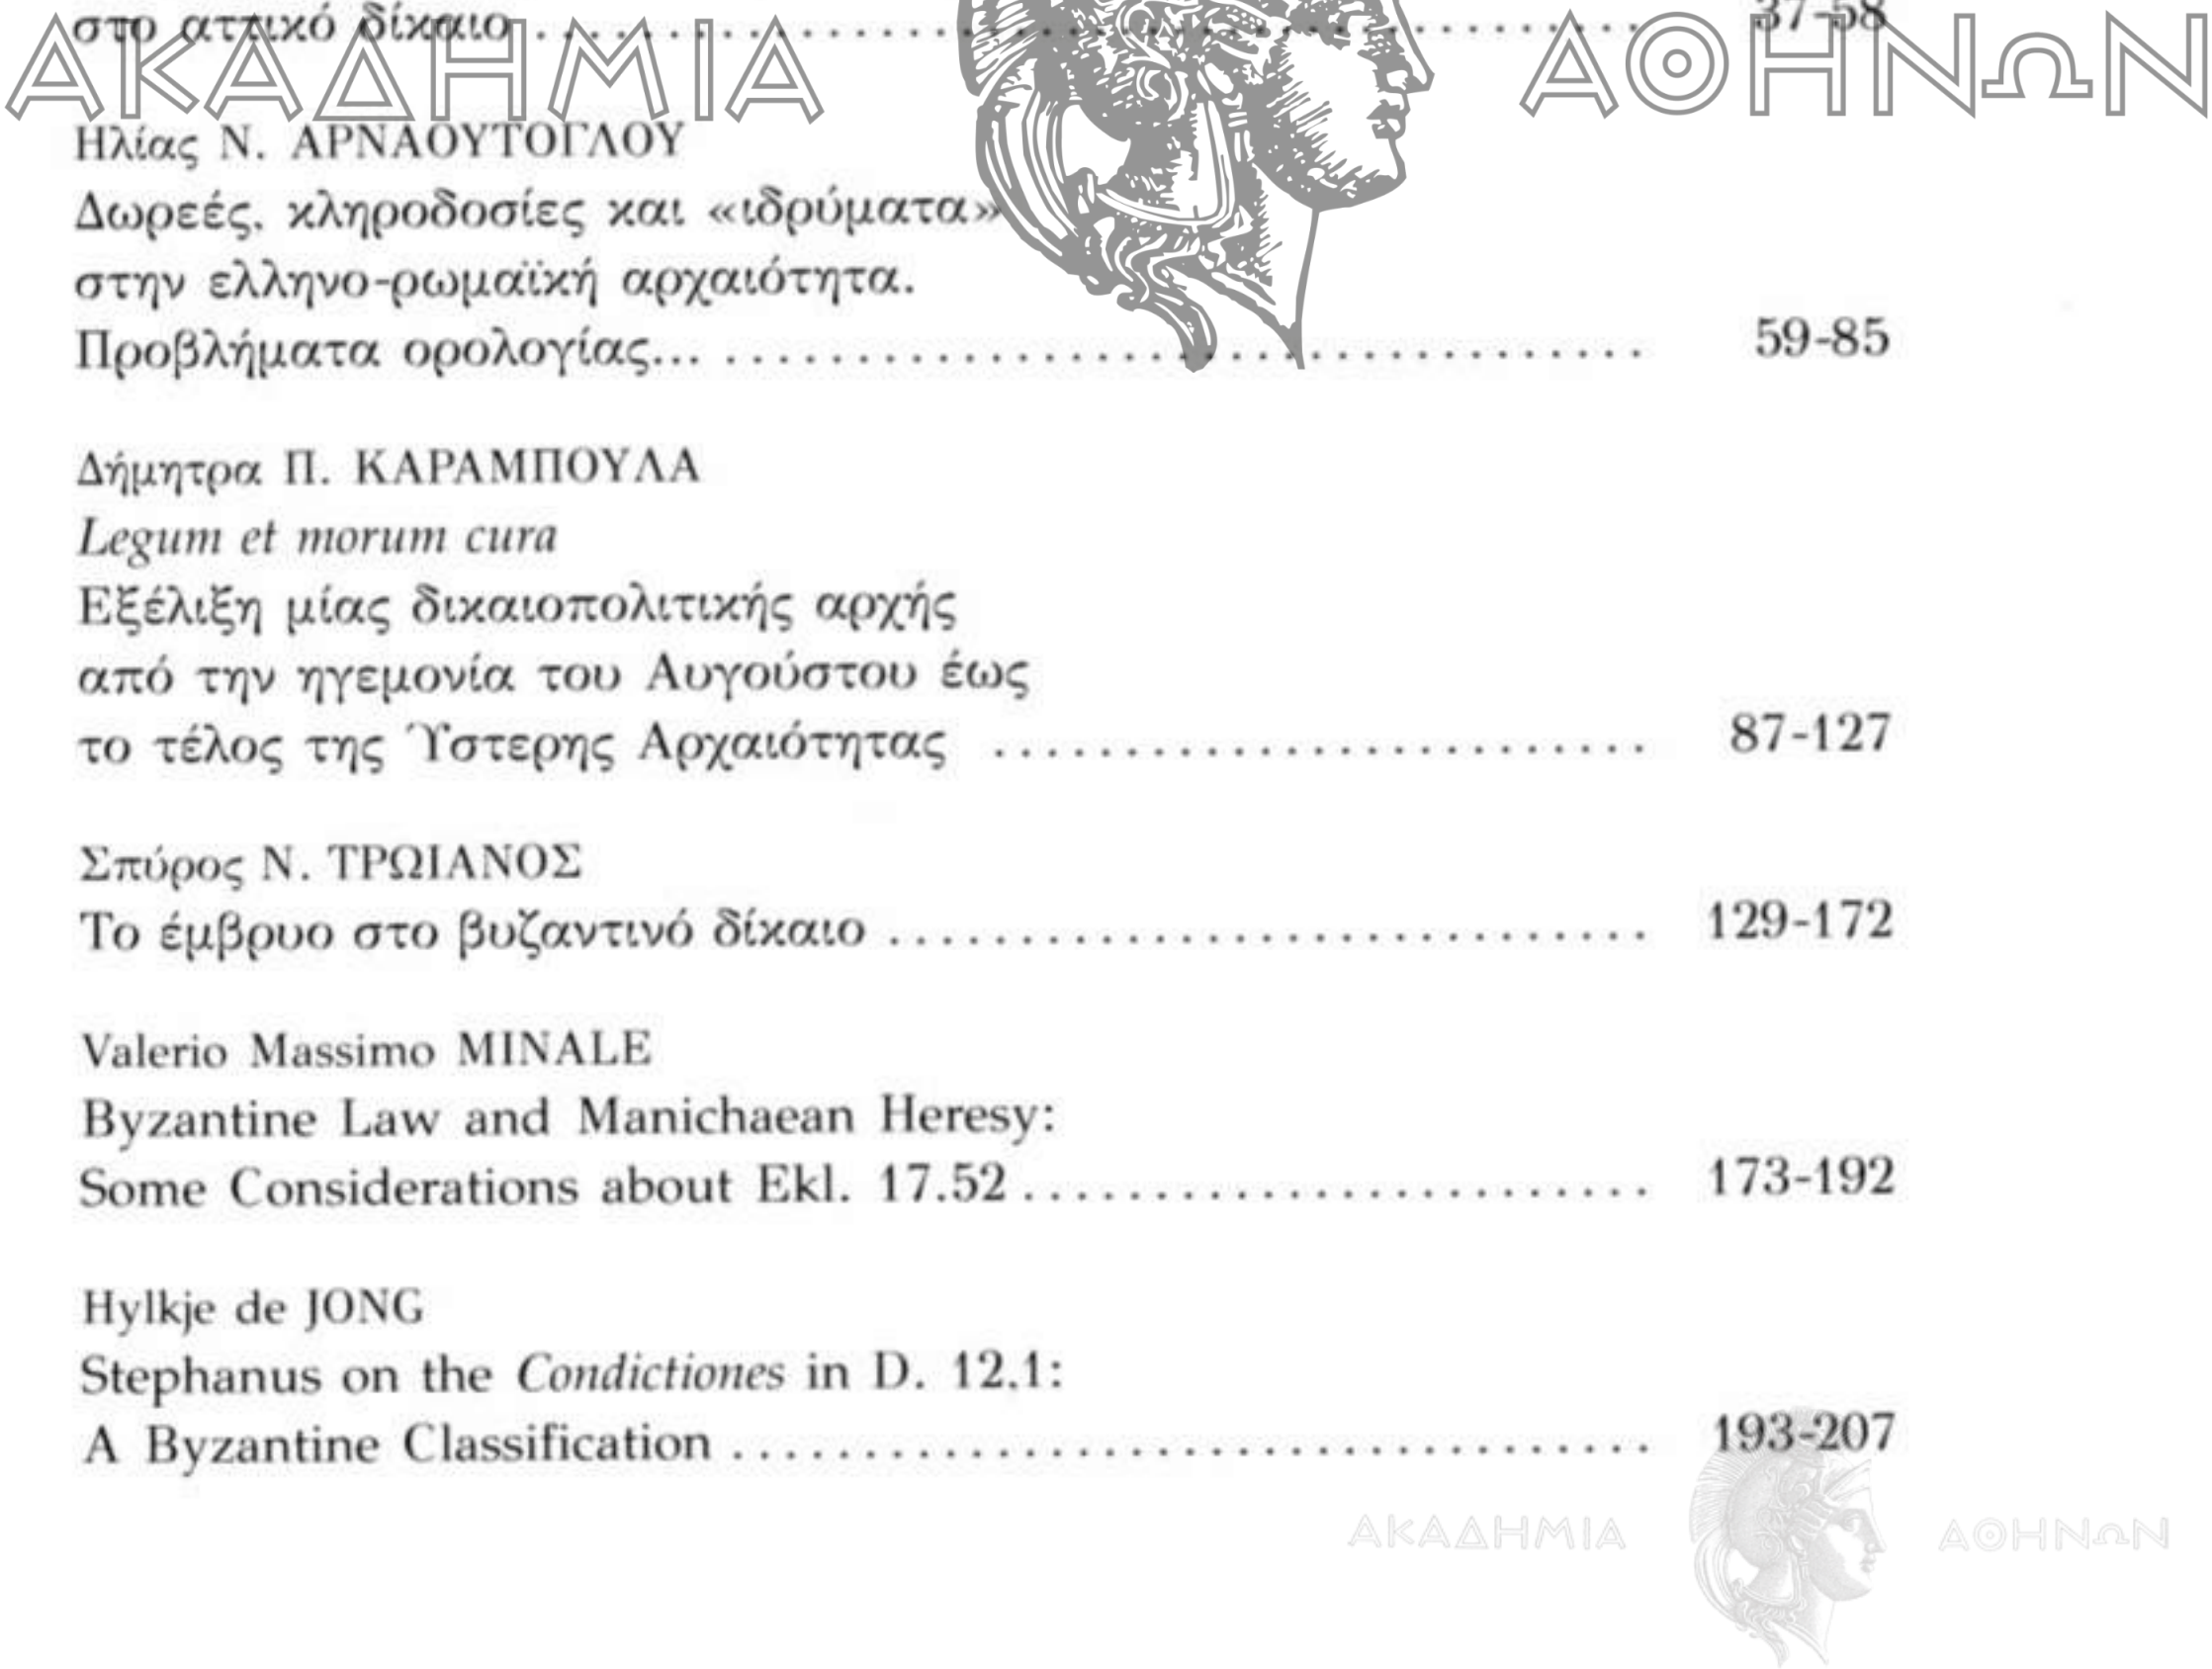 στο αττικό δίκαιο ........................................ 37-58
ΑΚΑΔΗΜΙΑ ΑΘΗΝΩΝ
Ηλίας Ν. ΑΡΝΑΟΥΤΟΓΛΟΥ
Δωρεές, κληροδοσίες και «ιδρύματα»
στην ελληνο-ρωμαϊκή αρχαιότητα.
Προβλήματα ορολογίας... ................................... 59-85
Δήμητρα Π. ΚΑΡΑΜΠΟΥΛΑ
Legum et morum cura
Εξέλιξη μίας δικαιοπολιτικής αρχής
από την ηγεμονία του Αυγούστου έως
το τέλος της Ύστερης Αρχαιότητας ......................... 87-127
Σπύρος Ν. ΤΡΩΙΑΝΟΣ
Το έμβρυο στο βυζαντινό δίκαιο ............................. 129-172
Valerio Massimo MINALE
Byzantine Law and Manichaean Heresy:
Some Considerations about Ekl. 17.52 ........................ 173-192
Hylkje de JONG
Stephanus on the Condictiones in D. 12.1:
A Byzantine Classification ................................... 193-207
ΑΚΑΔΗΜΙΑ ΑΘΗΝΩΝ